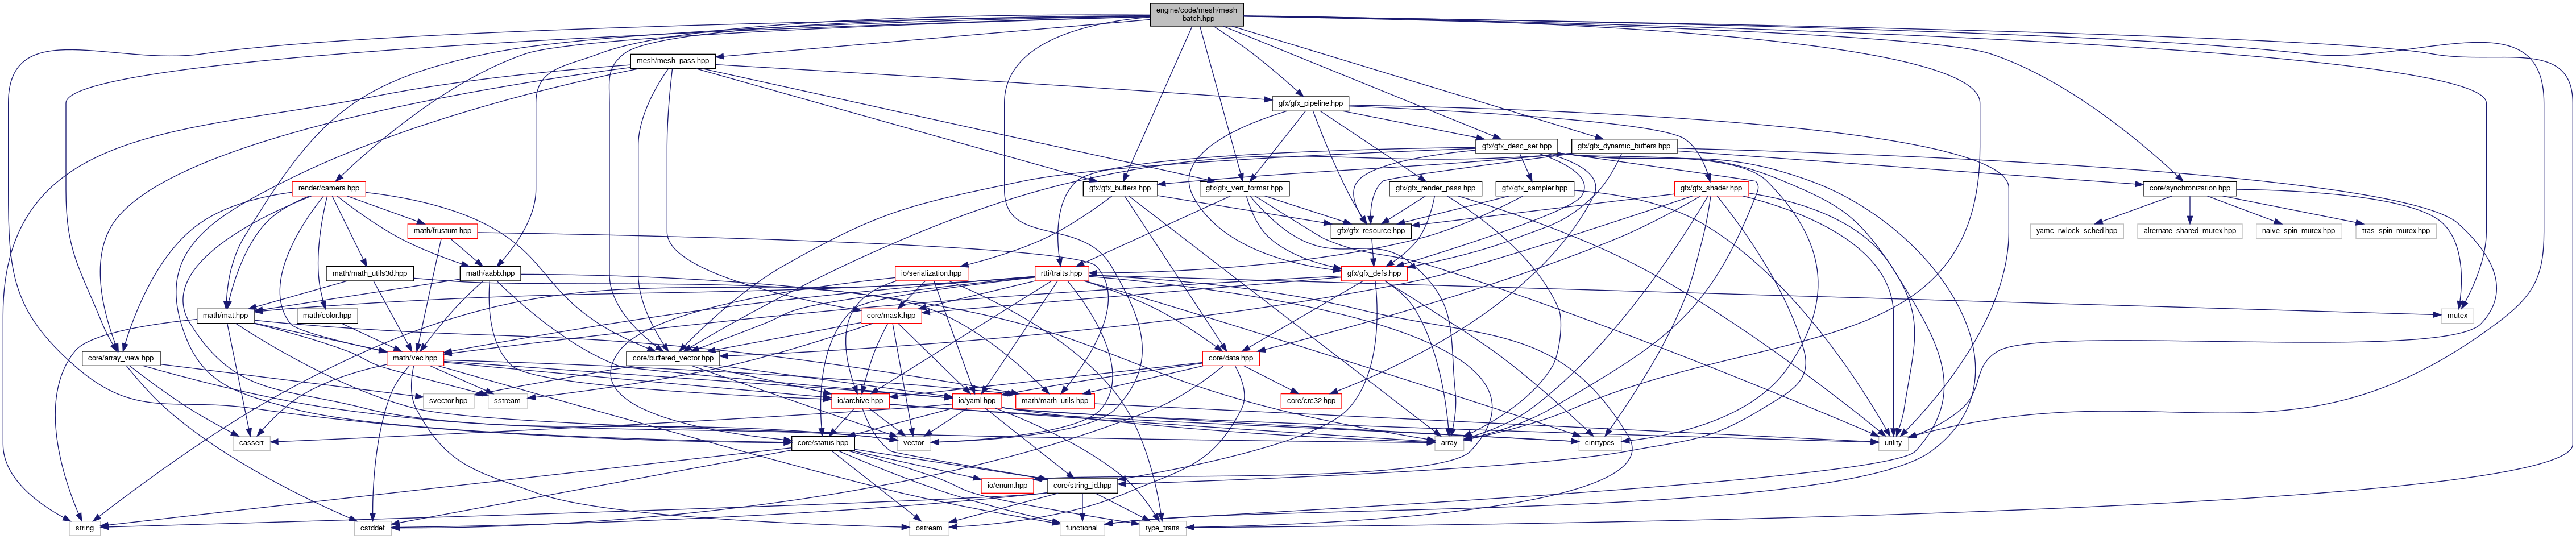 engine/code/mesh/mesh
_batch.hpp
mesh/mesh_pass.hpp
gfx/gfx_pipeline.hpp
gfx/gfx_desc_set.hpp
gfx/gfx_dynamic_buffers.hpp
render/camera.hpp
gfx/gfx_buffers.hpp
gfx/gfx_vert_format.hpp
gfx/gfx_render_pass.hpp
gfx/gfx_sampler.hpp
gfx/gfx_shader.hpp
core/synchronization.hpp
math/frustum.hpp
gfx/gfx_resource.hpp
yamc_rwlock_sched.hpp
alternate_shared_mutex.hpp
naive_spin_mutex.hpp
ttas_spin_mutex.hpp
math/math_utils3d.hpp
math/aabb.hpp
io/serialization.hpp
rtti/traits.hpp
gfx/gfx_defs.hpp
math/mat.hpp
math/color.hpp
core/mask.hpp
mutex
core/array_view.hpp
math/vec.hpp
core/buffered_vector.hpp
core/data.hpp
svector.hpp
sstream
io/archive.hpp
io/yaml.hpp
math/math_utils.hpp
core/crc32.hpp
cassert
core/status.hpp
vector
array
cinttypes
utility
io/enum.hpp
core/string_id.hpp
string
cstddef
ostream
functional
type_traits